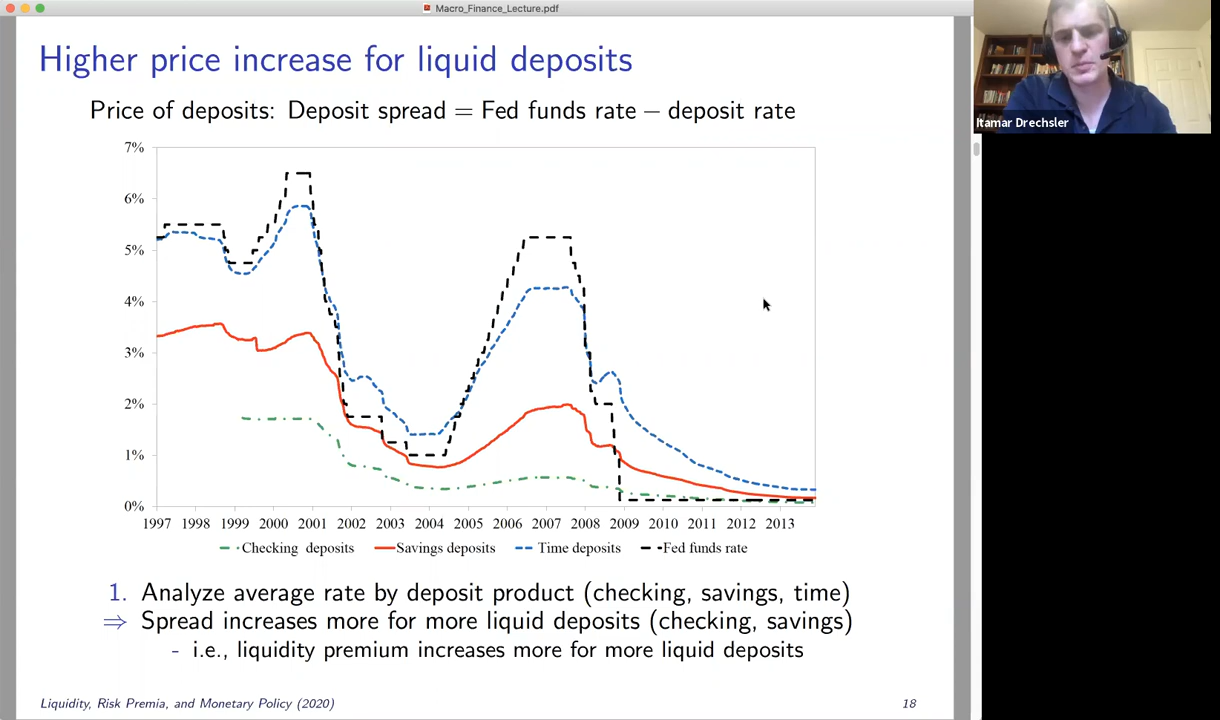 Macro_Finance_Lecture.pdf
Higher price increase for liquid deposits
Price of deposits: Deposit spread = Fed funds rate − deposit rate
7%
6%
5%
4%
3%
2%
1%
0%
1997 1998 1999 2000 2001 2002 2003 2004 2005 2006 2007 2008 2009 2010 2011 2012 2013
Checking deposits Savings deposits Time deposits Fed funds rate
1. Analyze average rate by deposit product (checking, savings, time)
⇒ Spread increases more for more liquid deposits (checking, savings)
- i.e., liquidity premium increases more for more liquid deposits
Liquidity, Risk Premia, and Monetary Policy (2020) 18
Itamar Drechsler